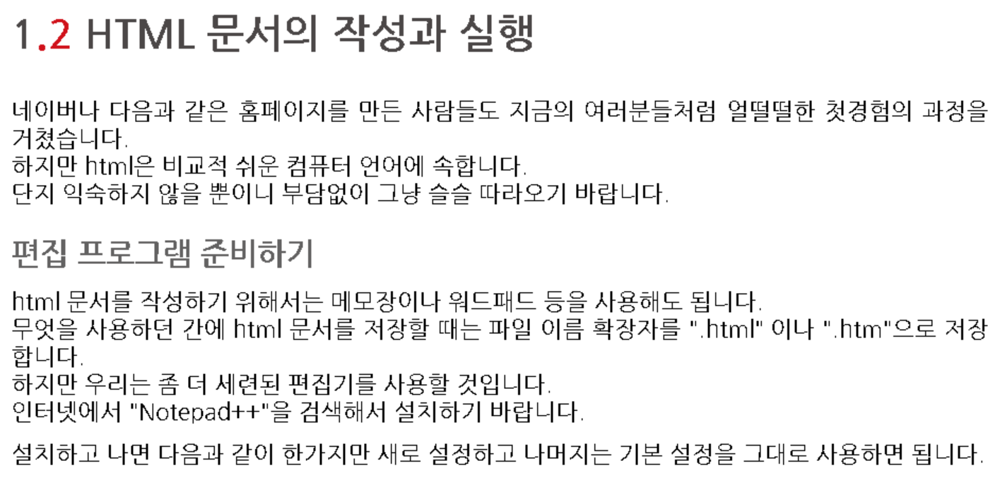 1.2 HTML 문서의 작성과 실행
네이버나 다음과 같은 홈페이지를 만든 사람들도 지금의 여러분들처럼 얼떨떨한 첫경험의 과정을
거쳤습니다.
하지만 html은 비교적 쉬운 컴퓨터 언어에 속합니다.
단지 익숙하지 않을 뿐이니 부담없이 그냥 슬슬 따라오기 바랍니다.
편집 프로그램 준비하기
html 문서를 작성하기 위해서는 메모장이나 워드패드 등을 사용해도 됩니다.
무엇을 사용하던 간에 html 문서를 저장할 때는 파일 이름 확장자를 ".html" 이나 ".htm"으로 저장
합니다.
하지만 우리는 좀 더 세련된 편집기를 사용할 것입니다.
인터넷에서 "Notepad++"을 검색해서 설치하기 바랍니다.
설치하고 나면 다음과 같이 한가지만 새로 설정하고 나머지는 기본 설정을 그대로 사용하면 됩니다.